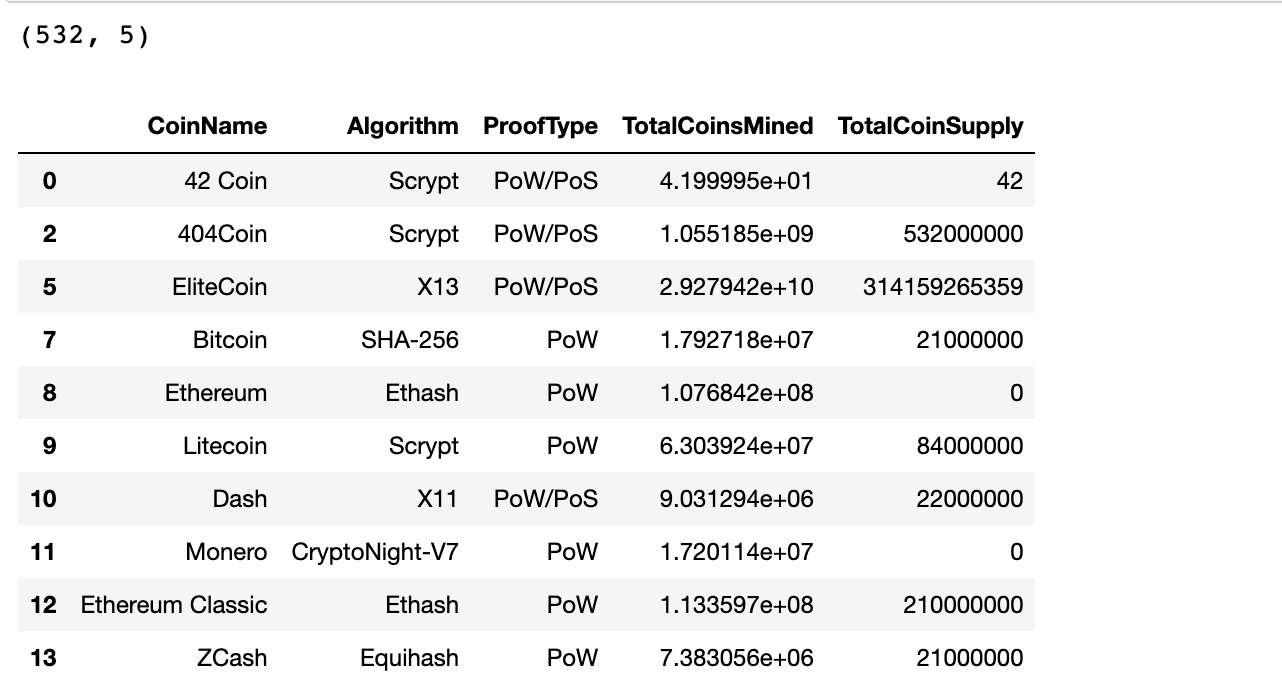 (532, 5)
CoinName Algorithm ProofType TotalCoinsMined TotalCoinSupply
0 42 Coin Scrypt PoW/PoS 4.199995e+01 42
2 404Coin Scrypt PoW/PoS 1.055185e+09 532000000
5 EliteCoin X13 PoW/PoS 2.927942e+10 314159265359
7 Bitcoin SHA-256 PoW 1.792718e+07 21000000
8 Ethereum Ethash PoW 1.076842e+08 0
9 Litecoin Scrypt PoW 6.303924e+07 84000000
10 Dash X11 PoW/PoS 9.031294e+06 22000000
11 Monero CryptoNight-V7 PoW 1.720114e+07 0
12 Ethereum Classic Ethash PoW 1.133597e+08 210000000
13 ZCash Equihash PoW 7.383056e+06 21000000